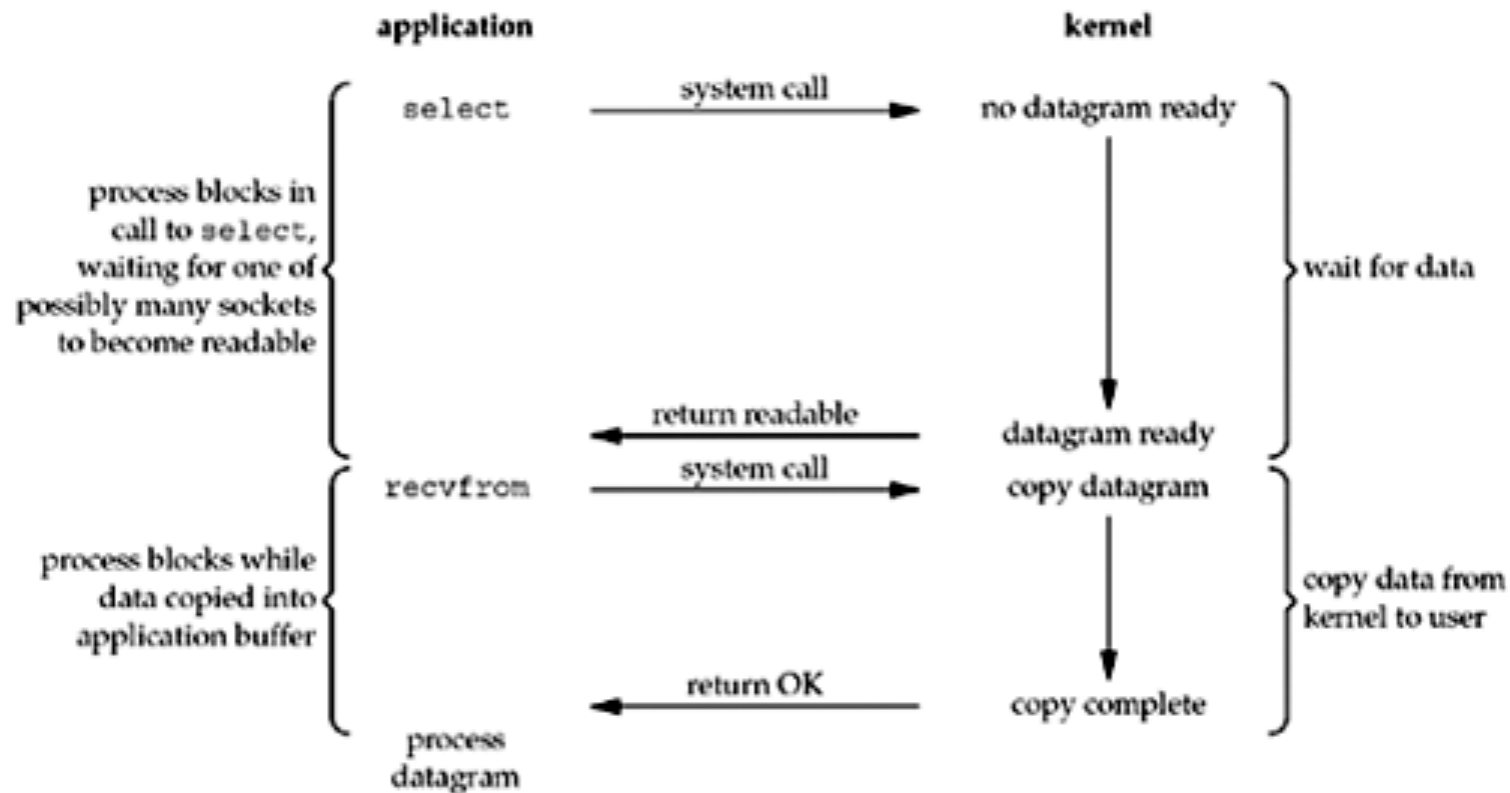 application
kernel
select
system call
no datagram ready
process blocks in
call to select,
waiting for one of
possibly many sockets
to become readable
wait for data
return readable
datagram ready
recvfrom
system call
copy datagram
process blocks while
data copied into
application buffer
copy data from
kernel to user
return OK
copy complete
process
datagram